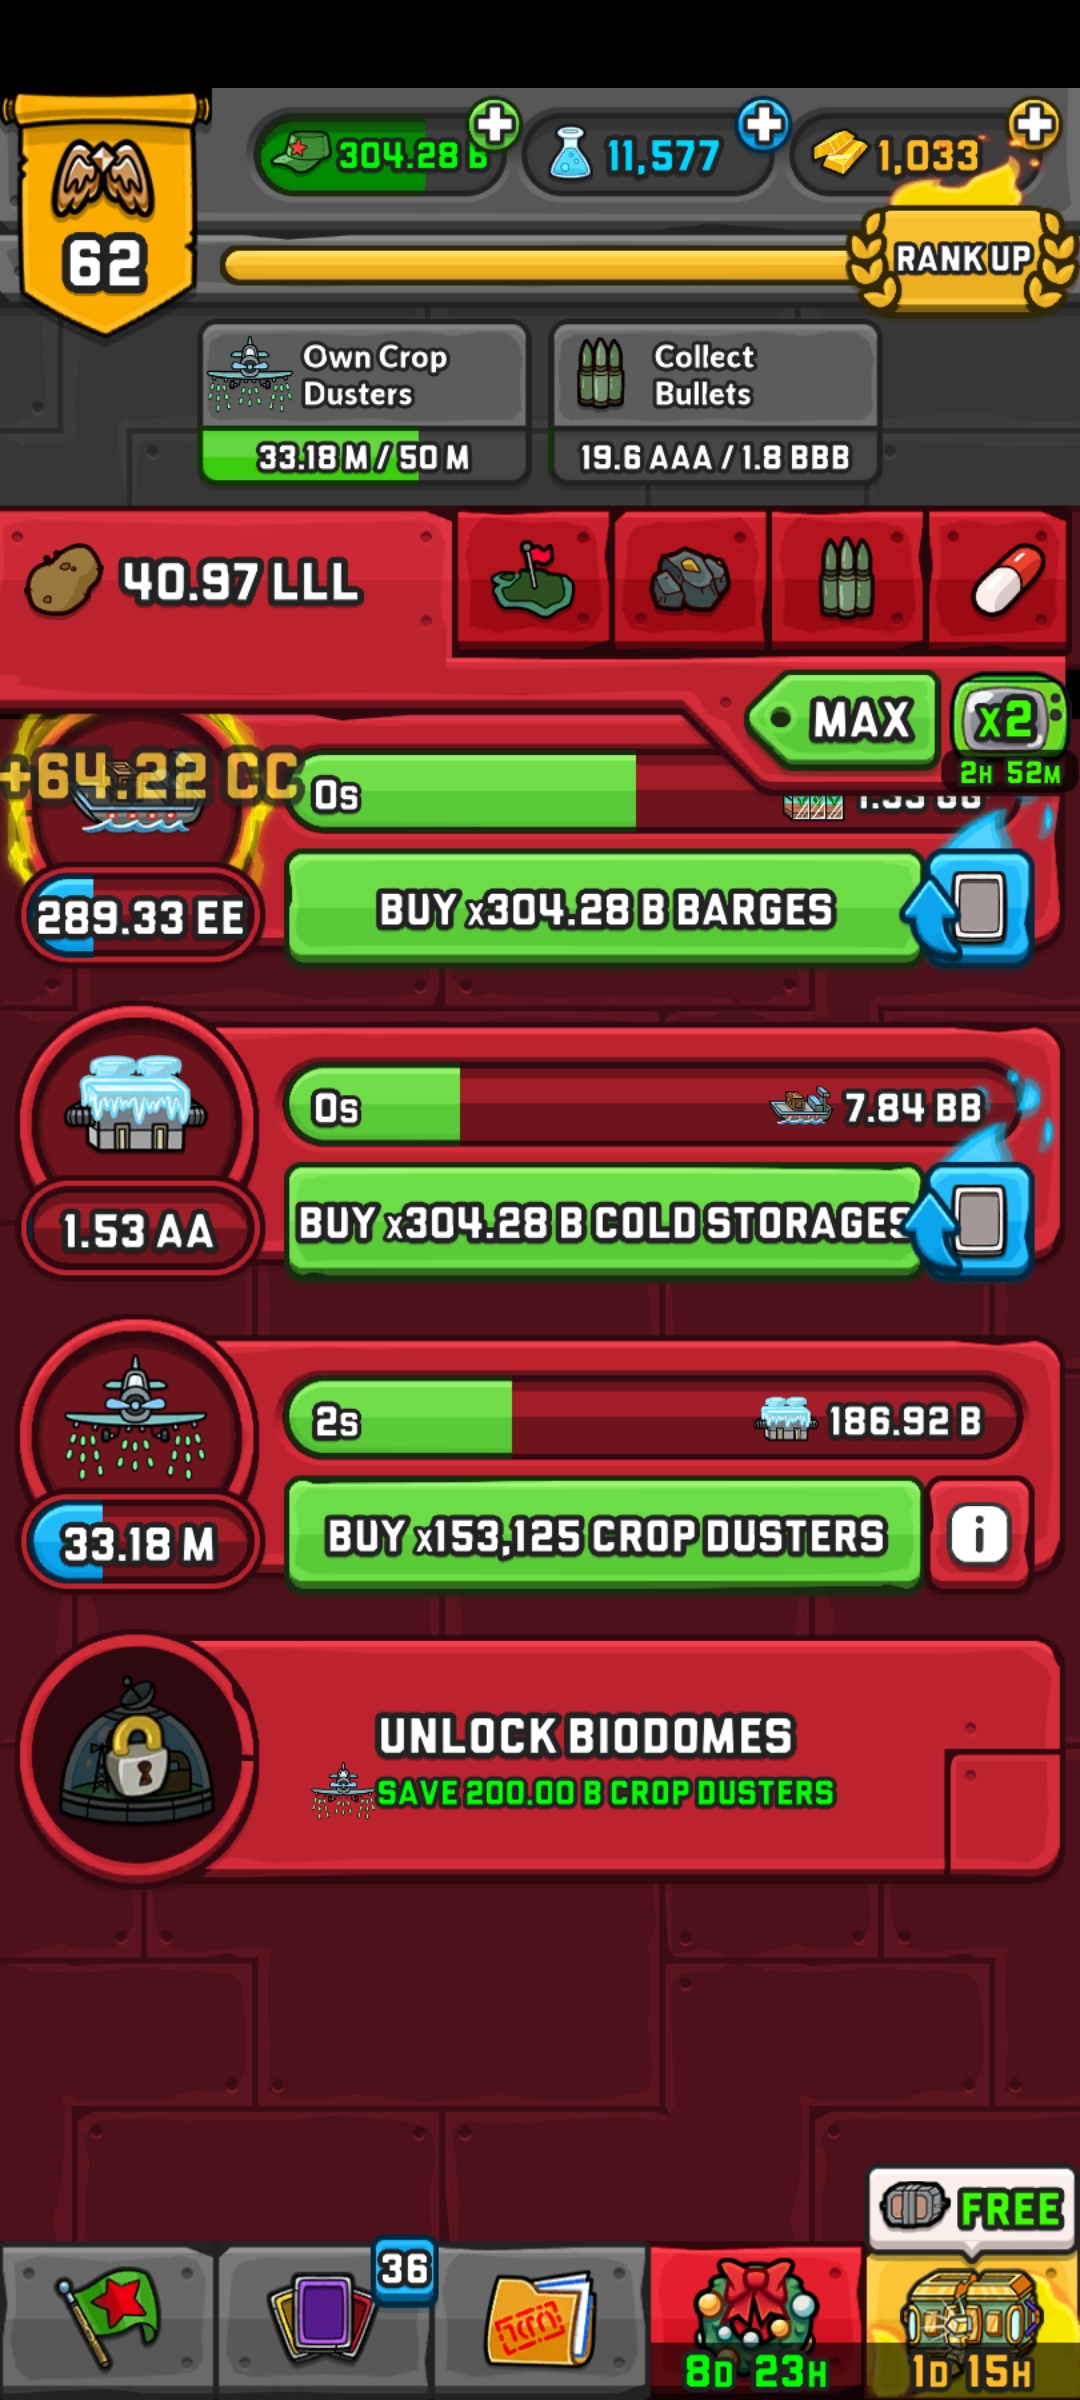 304.28 B
11,577
1,033
62
RANK UP
Own Crop
Dusters
33.18 M / 50 M
Collect
Bullets
19.6 AAA / 1.8 BBB
40.97 LLL
MAX
x2
2H 52M
+64.22 CC
0s
289.33 EE
BUY x304.28 B BARGES
0s
7.84 BB
1.53 AA
BUY x304.28 B COLD STORAGES
2s
186.92 B
33.18 M
BUY x153,125 CROP DUSTERS
i
UNLOCK BIODOMES
SAVE 200.00 B CROP DUSTERS
FREE
36
8D 23H
1D 15H